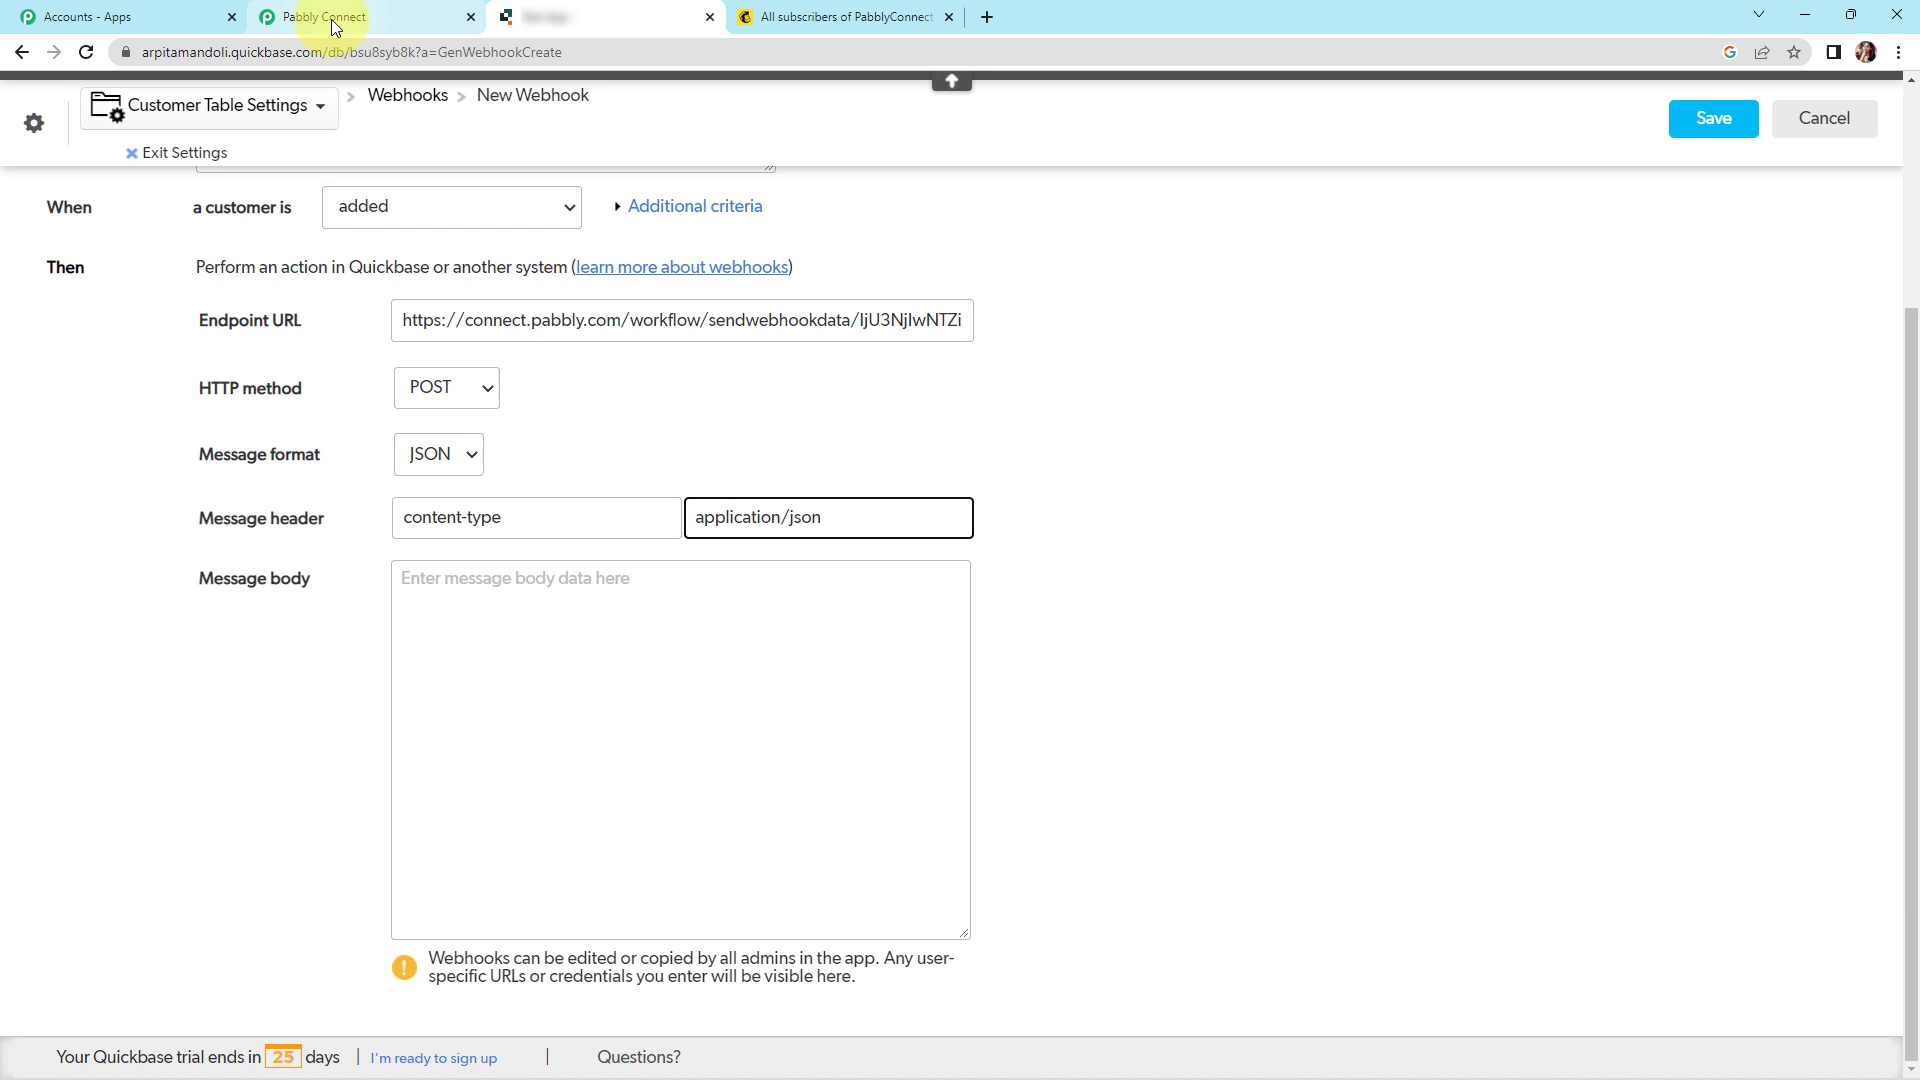 Accounts - Apps
Pabbly Connect
All subscribers of PabblyConnect
arpitamandoli.quickbase.com/db/bsu8syb8k?a=GenWebhookCreate
Customer Table Settings
Webhooks
New Webhook
Save
Cancel
Exit Settings
When
a customer is
added
Additional criteria
Then
Perform an action in Quickbase or another system (learn more about webhooks)
Endpoint URL
https://connect.pabbly.com/workflow/sendwebhookdata/IjU3NjIwNTZi
HTTP method
POST
Message format
JSON
Message header
content-type
application/json
Message body
Enter message body data here
Webhooks can be edited or copied by all admins in the app. Any user-
specific URLs or credentials you enter will be visible here.
Your Quickbase trial ends in 25 days
I'm ready to sign up
Questions?